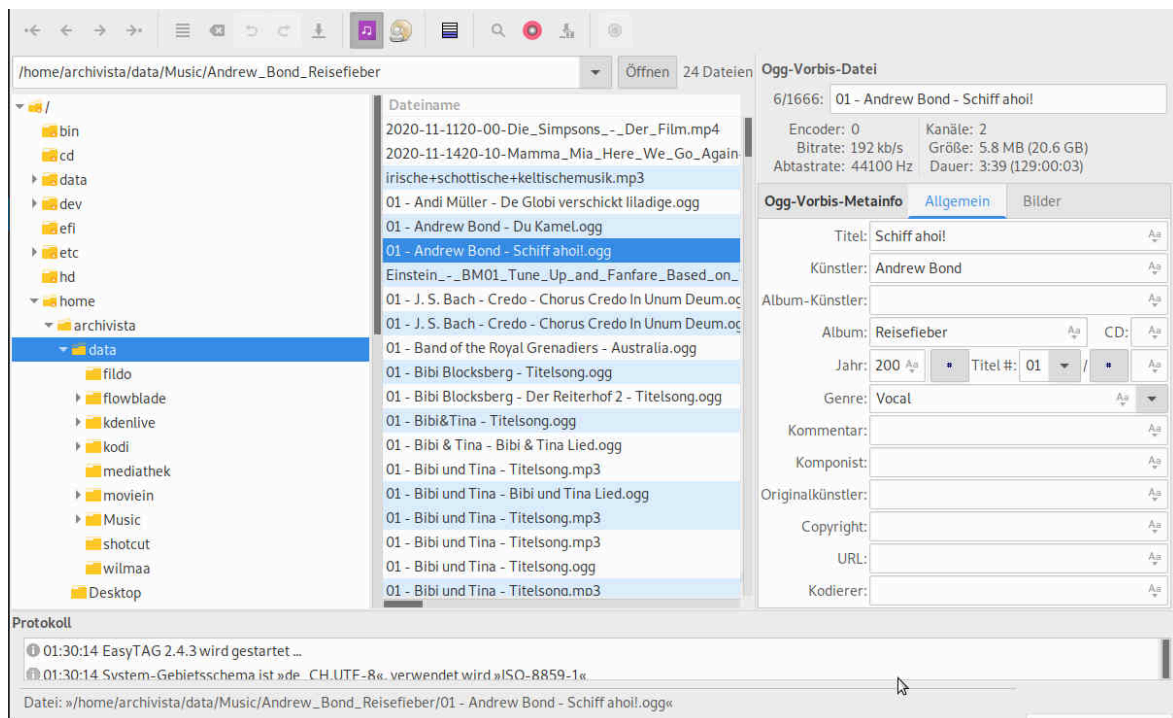 /home/archivista/data/Music/Andrew_Bond_Reisefieber
Öffnen 24 Dateien
/
bin
cd
data
dev
efi
etc
hd
home
archivista
data
fildo
flowblade
kdenlive
kodi
mediathek
moviein
Music
shotcut
wilmaa
Desktop
Dateiname
2020-11-1120-00-Die_Simpsons_-_Der_Film.mp4
2020-11-1420-10-Mamma_Mia_Here_We_Go_Again
irische+schottische+keltischemusik.mp3
01 - Andi Müller - De Globi verschickt liladige.ogg
01 - Andrew Bond - Du Kamel.ogg
01 - Andrew Bond - Schiff ahoi!.ogg
Einstein_-_BM01_Tune_Up_and_Fanfare_Based_on_
01 - J. S. Bach - Credo - Chorus Credo In Unum Deum.og
01 - J. S. Bach - Credo - Chorus Credo In Unum Deum.og
01 - Band of the Royal Grenadiers - Australia.ogg
01 - Bibi Blocksberg - Titelsong.ogg
01 - Bibi Blocksberg - Der Reiterhof 2 - Titelsong.ogg
01 - Bibi&Tina - Titelsong.ogg
01 - Bibi & Tina - Bibi & Tina Lied.ogg
01 - Bibi und Tina - Titelsong.mp3
01 - Bibi und Tina - Bibi und Tina Lied.ogg
01 - Bibi und Tina - Titelsong.mp3
01 - Bibi und Tina - Titelsong.mp3
01 - Bibi und Tina - Titelsong.ogg
01 - Bibi und Tina - Titelsong.mp3
Ogg-Vorbis-Datei
6/1666: 01 - Andrew Bond - Schiff ahoi!
Encoder: 0 Kanäle: 2
Bitrate: 192 kb/s Größe: 5.8 MB (20.6 GB)
Abtastrate: 44100 Hz Dauer: 3:39 (129:00:03)
Ogg-Vorbis-Metainfo Allgemein Bilder
Titel: Schiff ahoi!
Künstler: Andrew Bond
Album-Künstler:
Album: Reisefieber CD:
Jahr: 200 # Titel #: 01 / #
Genre: Vocal
Kommentar:
Komponist:
Originalkünstler:
Copyright:
URL:
Kodierer:
Protokoll
01:30:14 EasyTAG 2.4.3 wird gestartet ...
01:30:14 System-Gebietsschema ist »de_CH.UTF-8«, verwendet wird »ISO-8859-1«
Datei: »/home/archivista/data/Music/Andrew_Bond_Reisefieber/01 - Andrew Bond - Schiff ahoi!.ogg«